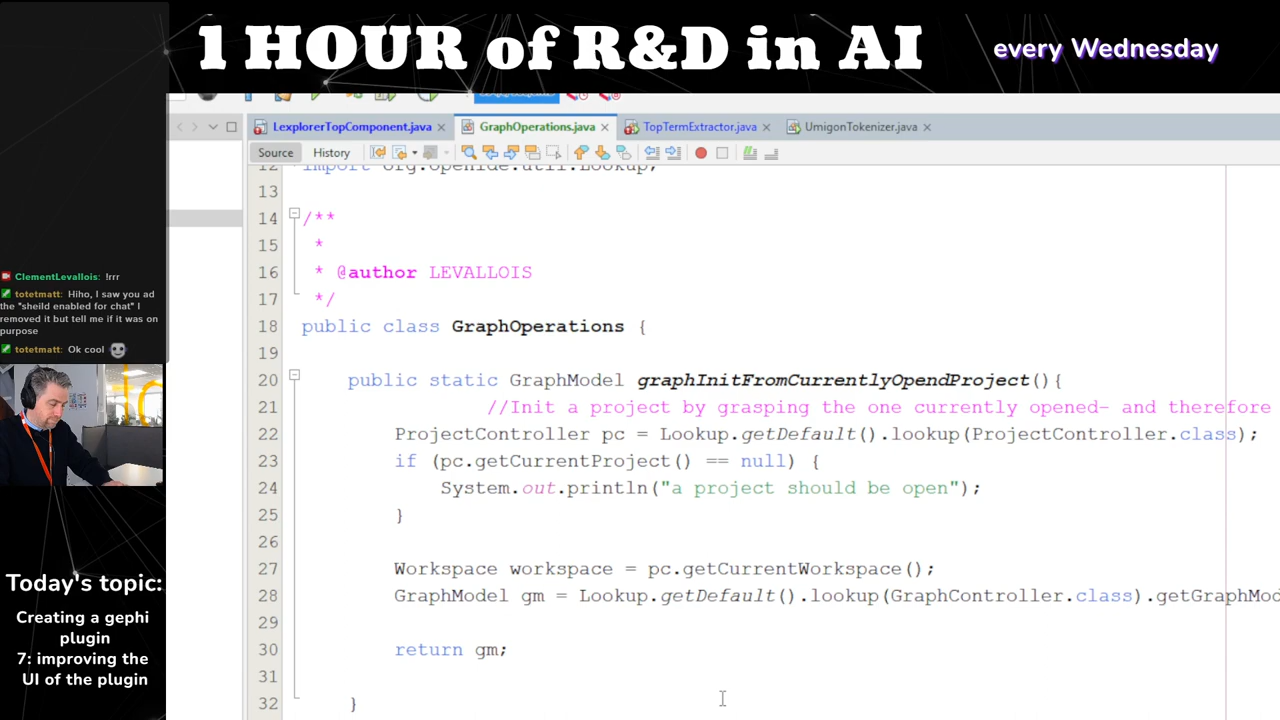 1 HOUR of R&D in AI
every Wednesday
LexplorerTopComponent.java
GraphOperations.java
TopTermExtractor.java
UmigonTokenizer.java
Source
History
12 import org.openide.util.Lookup;
13
14 /**
15 *
16 * @author LEVALLOIS
17 */
18 public class GraphOperations {
19
20 public static GraphModel graphInitFromCurrentlyOpendProject(){
21 //Init a project by grasping the one currently opened- and therefore
22 ProjectController pc = Lookup.getDefault().lookup(ProjectController.class);
23 if (pc.getCurrentProject() == null) {
24 System.out.println("a project should be open");
25 }
26
27 Workspace workspace = pc.getCurrentWorkspace();
28 GraphModel gm = Lookup.getDefault().lookup(GraphController.class).getGraphMod
29
30 return gm;
31
32 }
ClementLevallois: !rrr
totetmatt: Hiho, I saw you ad
the "sheild enabled for chat" I
removed it but tell me if it was on
purpose
totetmatt: Ok cool
Today's topic:
Creating a gephi
plugin
7: improving the
UI of the plugin